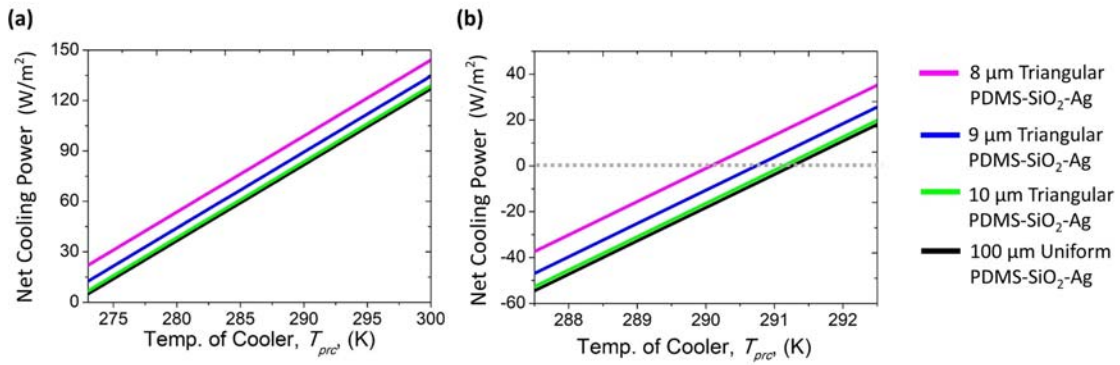 (a)
150
120
90
60
30
0
Net Cooling Power (W/m²)
275 280 285 290 295 300
Temp. of Cooler, Tprc, (K)
(b)
40
20
0
-20
-40
-60
Net Cooling Power (W/m²)
288 289 290 291 292
Temp. of Cooler, Tprc, (K)
8 μm Triangular
PDMS-SiO₂-Ag
9 μm Triangular
PDMS-SiO₂-Ag
10 μm Triangular
PDMS-SiO₂-Ag
100 μm Uniform
PDMS-SiO₂-Ag